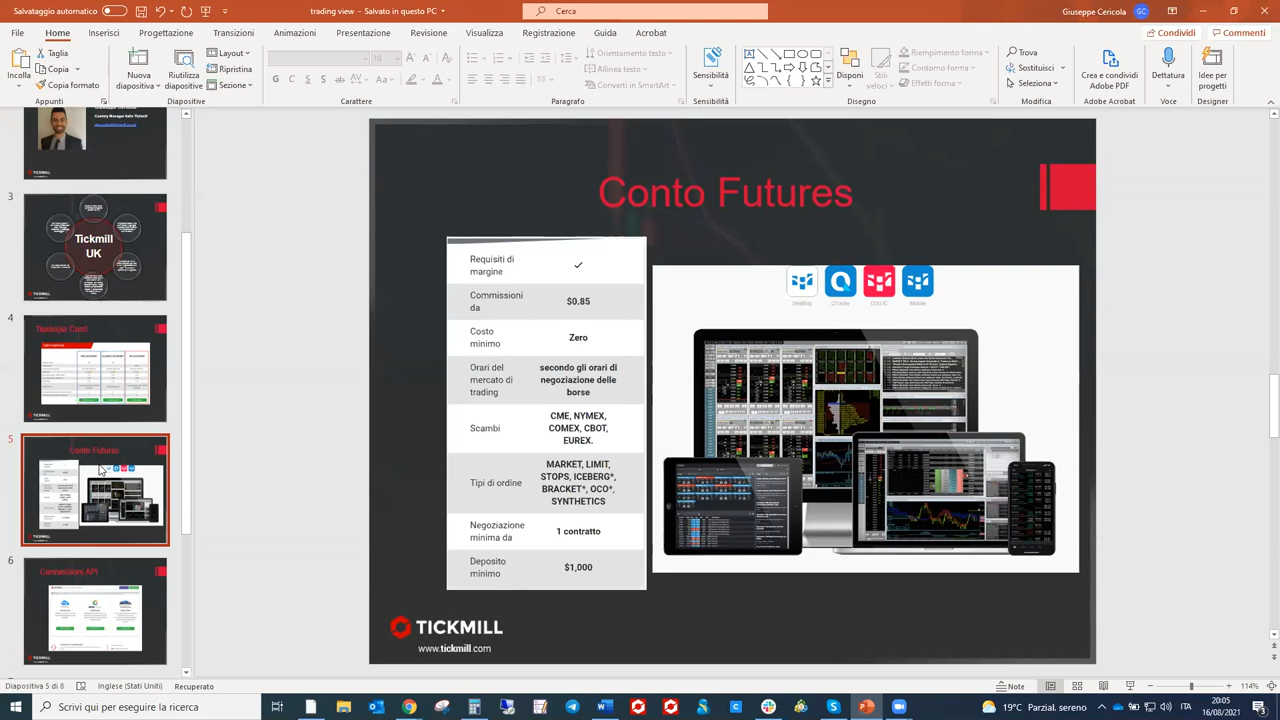 Salvataggio automatico
trading view - Salvato in questo PC
Cerca
Giuseppe Cericola
GC
File
Home
Inserisci
Progettazione
Transizioni
Animazioni
Presentazione
Revisione
Visualizza
Registrazione
Guida
Acrobat
Condividi
Commenti
Incolla
Taglia
Copia
Copia formato
Appunti
Nuova
diapositiva
Riutilizza
diapositive
Layout
Ripristina
Sezione
Diapositive
18
Carattere
Orientamento testo
Allinea testo
Converti in SmartArt
Paragrafo
Sensibilità
Sensibilità
Disponi
Stili
veloci
Riempimento forma
Contorno forma
Effetti forma
Disegno
Trova
Sostituisci
Seleziona
Modifica
Crea e condividi
Adobe PDF
Adobe Acrobat
Dettatura
Voce
Idee per
progetti
Designer
3
Tickmill
UK
4
Tipologia Conti
Conto Futures
6
Connessioni API
Conto Futures
Requisiti di
margine
✓
Commissioni
da
$0.85
Costo
minimo
Zero
Orari del
mercato di
trading
secondo gli orari di
negoziazione delle
borse
Scambi
CME, NYMEX,
COMEX, CBOT,
EUREX.
Tipi di ordine
MARKET, LIMIT,
STOPS, ICEBERG*,
BRACKET*, OCO*,
SYNTHETICS
Negoziazione
minima da
1 contratto
Deposito
minimo
$1,000
Desktop
QTrader
Mobile
TICKMILL
www.tickmill.com
Diapositiva 5 di 8
Inglese (Stati Uniti)
Recuperato
Note
114%
Scrivi qui per eseguire la ricerca
19°C Parzial. sereno
ITA
20:05
16/08/2021